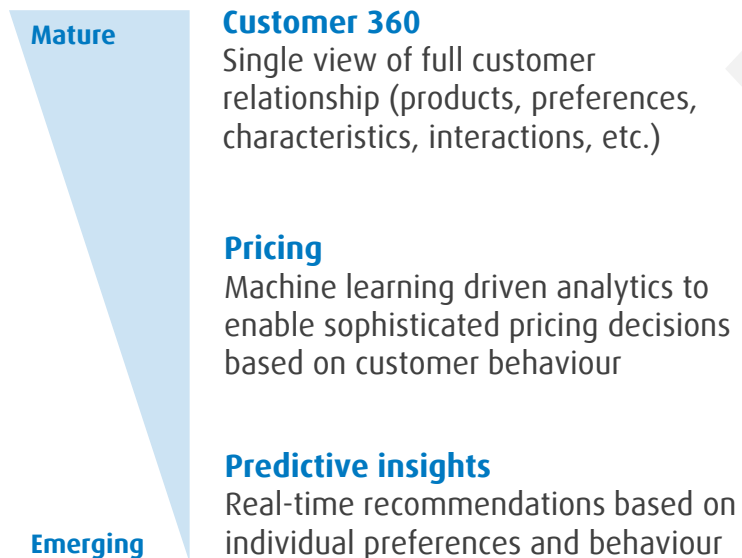 Mature
Customer 360
Single view of full customer
relationship (products, preferences,
characteristics, interactions, etc.)
Pricing
Machine learning driven analytics to
enable sophisticated pricing decisions
based on customer behaviour
Predictive insights
Real-time recommendations based on
individual preferences and behaviour
Emerging